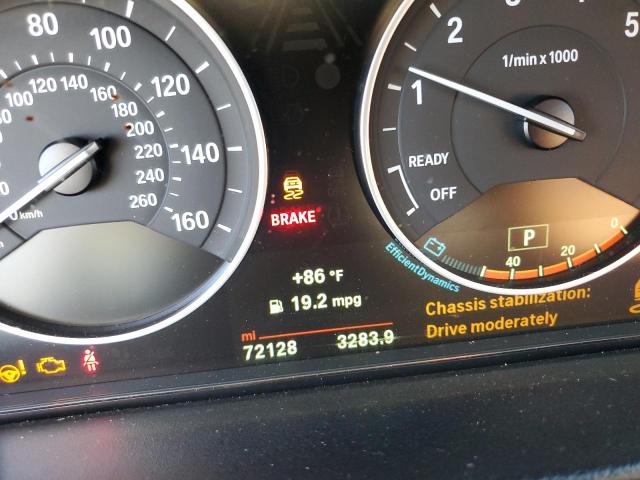 80
100
120
140
160
100 120 140 160 180 200 220 240 260
km/h
BRAKE
+86 °F
19.2 mpg
mi
72128 3283.9
1
2
5
1/min x 1000
READY
OFF
P
40 20 0
EfficientDynamics
Chassis stabilization:
Drive moderately